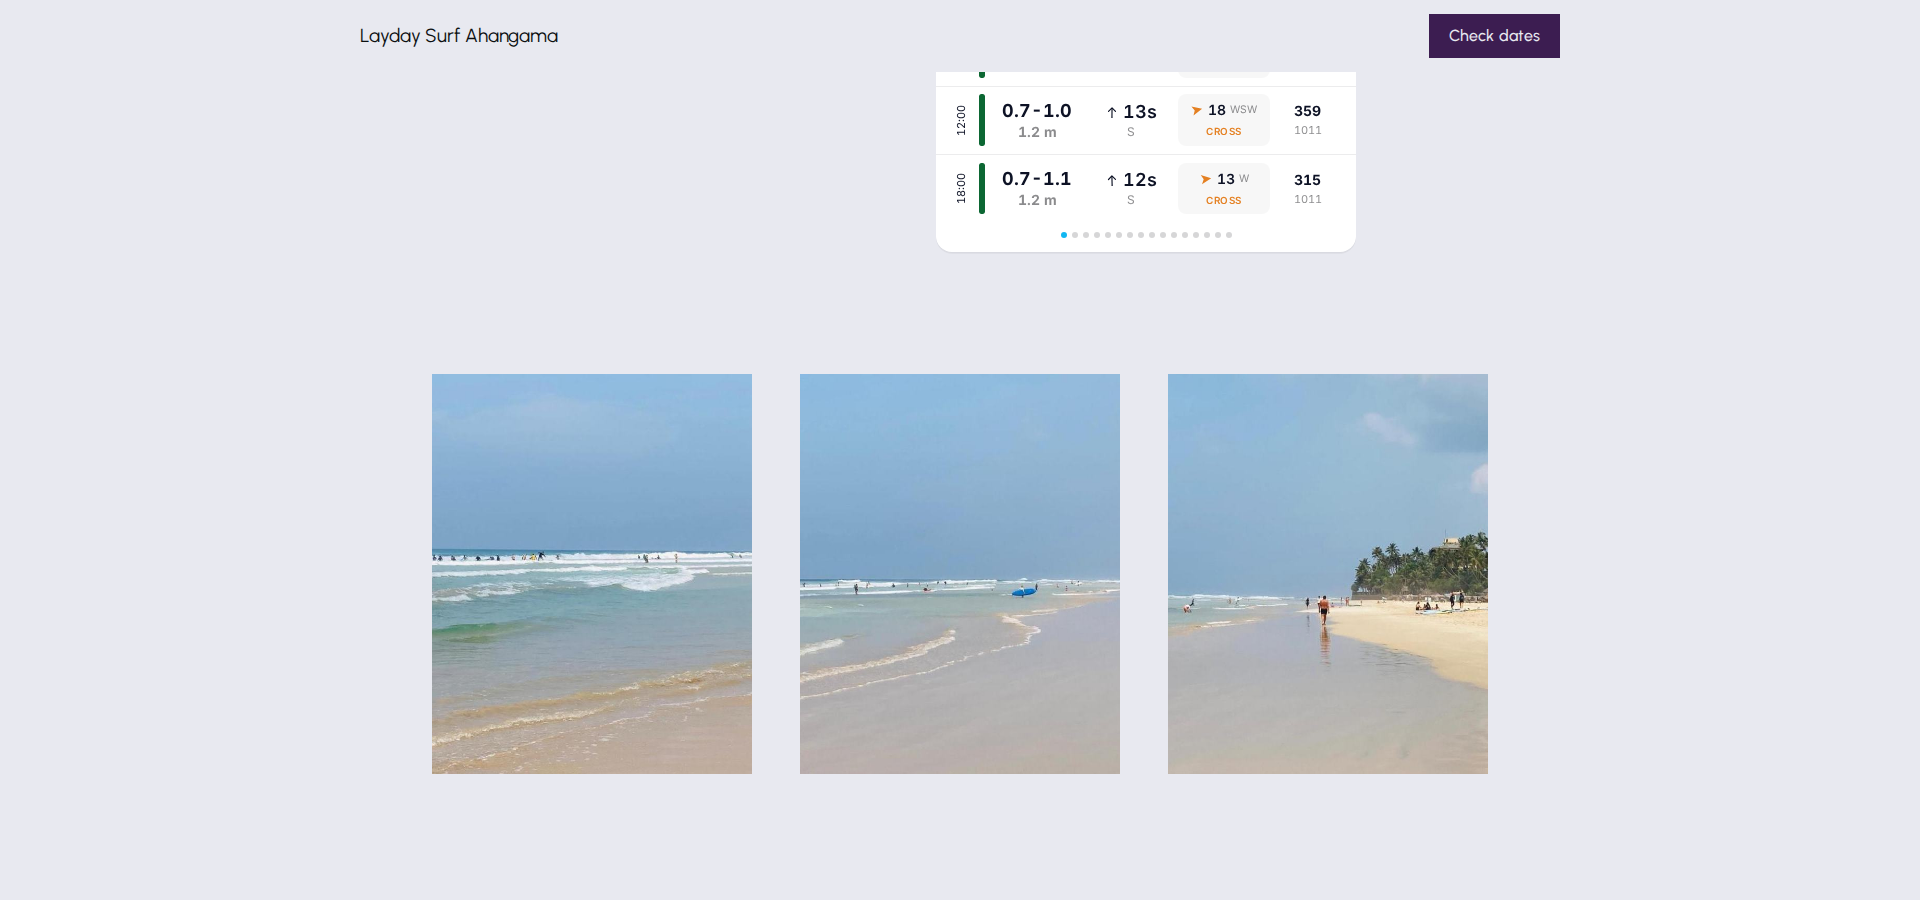 Layday Surf Ahangama
Check dates
12:00
0.7-1.0
1.2 m
↑ 13s
S
18 WSW
CROSS
359
1011
18:00
0.7-1.1
1.2 m
↑ 12s
S
13 W
CROSS
315
1011